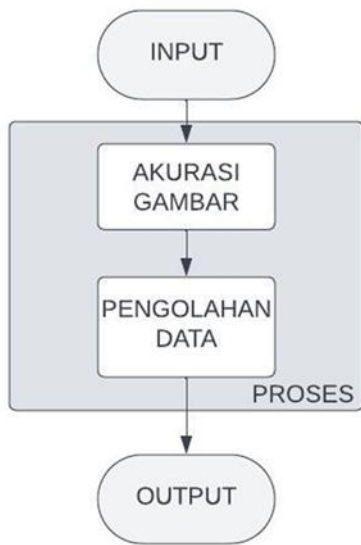 INPUT
AKURASI
GAMBAR
PENGOLAHAN
DATA
PROSES
OUTPUT